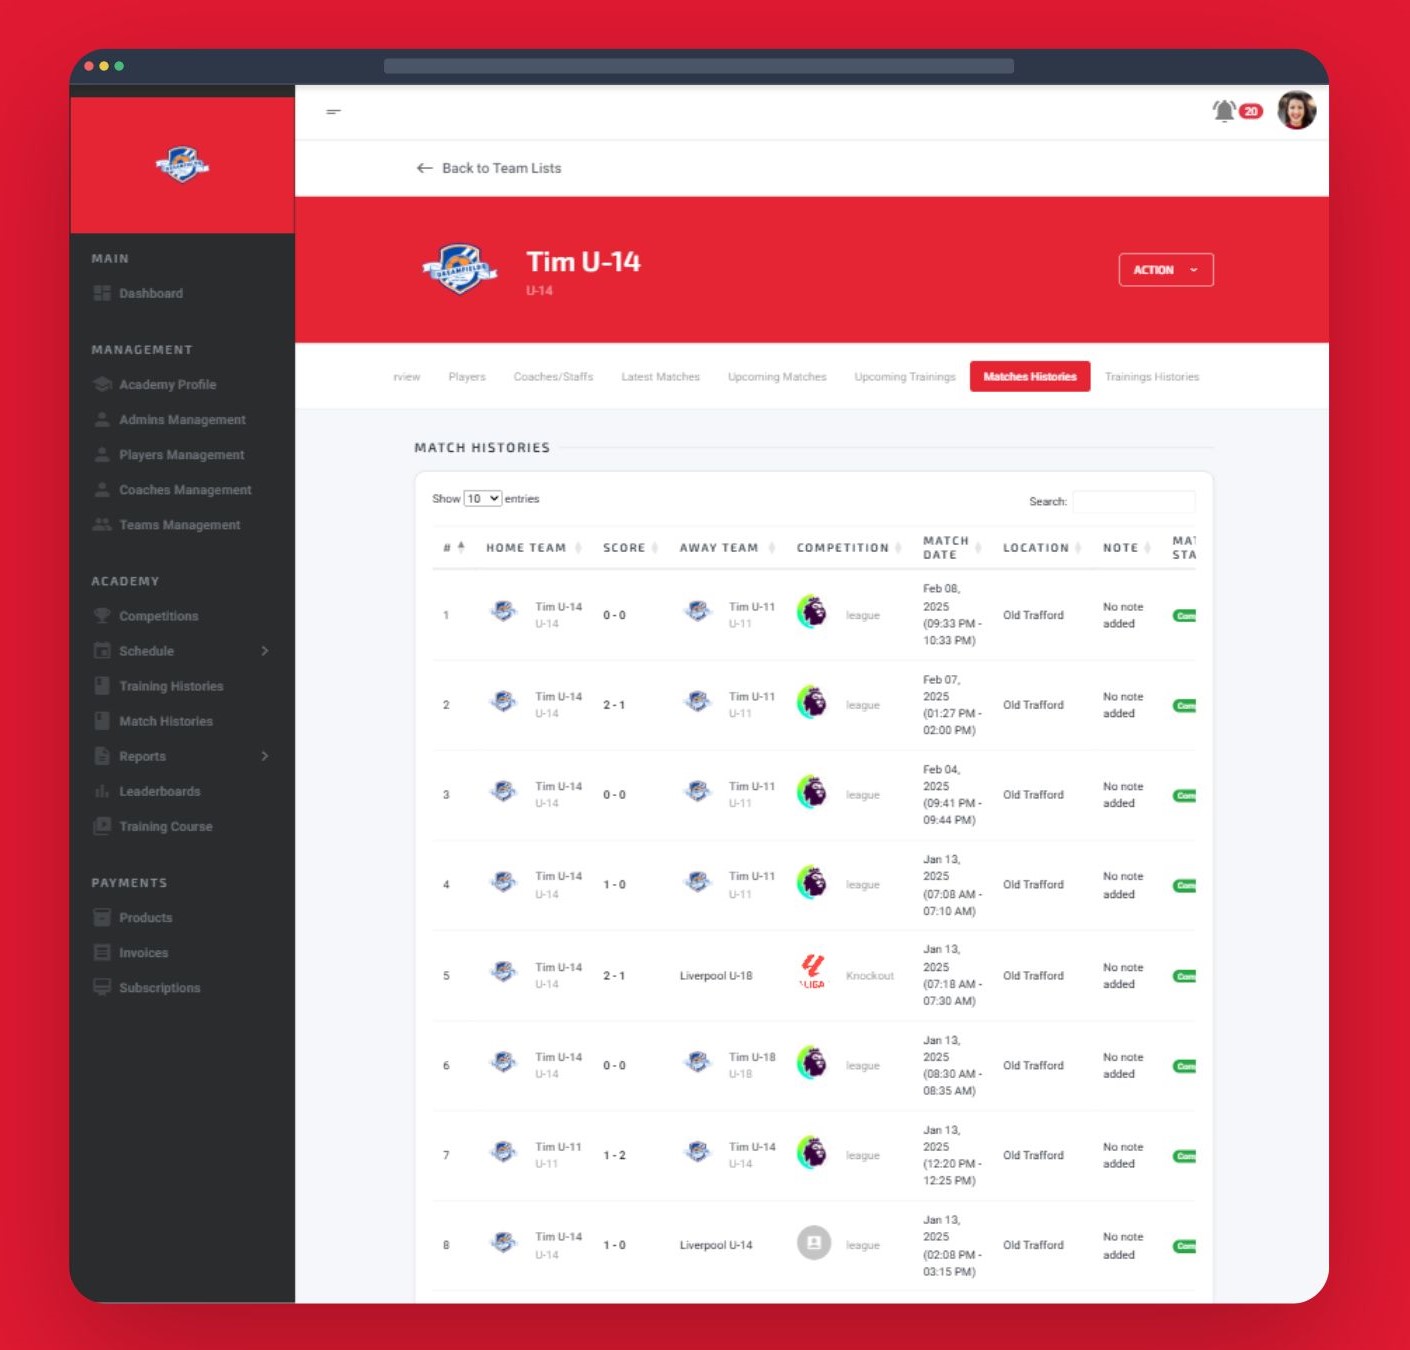 20
Back to Team Lists
DREAMFIELDS
Tim U-14
U-14
ACTION
MAIN
Dashboard
MANAGEMENT
Academy Profile
Admins Management
Players Management
Coaches Management
Teams Management
ACADEMY
Competitions
Schedule
Training Histories
Match Histories
Reports
Leaderboards
Training Course
PAYMENTS
Products
Invoices
Subscriptions
rview Players Coaches/Staffs Latest Matches Upcoming Matches Upcoming Trainings Matches Histories Trainings Histories
MATCH HISTORIES
Show 10 entries Search:
# HOME TEAM SCORE AWAY TEAM COMPETITION MATCH DATE LOCATION NOTE MAT STA
1 Tim U-14 U-14 0 - 0 Tim U-11 U-11 league Feb 08, 2025 (09:33 PM - 10:33 PM) Old Trafford No note added Com
2 Tim U-14 U-14 2 - 1 Tim U-11 U-11 league Feb 07, 2025 (01:27 PM - 02:00 PM) Old Trafford No note added Com
3 Tim U-14 U-14 0 - 0 Tim U-11 U-11 league Feb 04, 2025 (09:41 PM - 09:44 PM) Old Trafford No note added Com
4 Tim U-14 U-14 1 - 0 Tim U-11 U-11 league Jan 13, 2025 (07:08 AM - 07:10 AM) Old Trafford No note added Com
5 Tim U-14 U-14 2 - 1 Liverpool U-18 LIGA Knockout Jan 13, 2025 (07:18 AM - 07:30 AM) Old Trafford No note added Com
6 Tim U-14 U-14 0 - 0 Tim U-18 U-18 league Jan 13, 2025 (08:30 AM - 08:35 AM) Old Trafford No note added Com
7 Tim U-11 U-11 1 - 2 Tim U-14 U-14 league Jan 13, 2025 (12:20 PM - 12:25 PM) Old Trafford No note added Com
8 Tim U-14 U-14 1 - 0 Liverpool U-14 league Jan 13, 2025 (02:08 PM - 03:15 PM) Old Trafford No note added Com